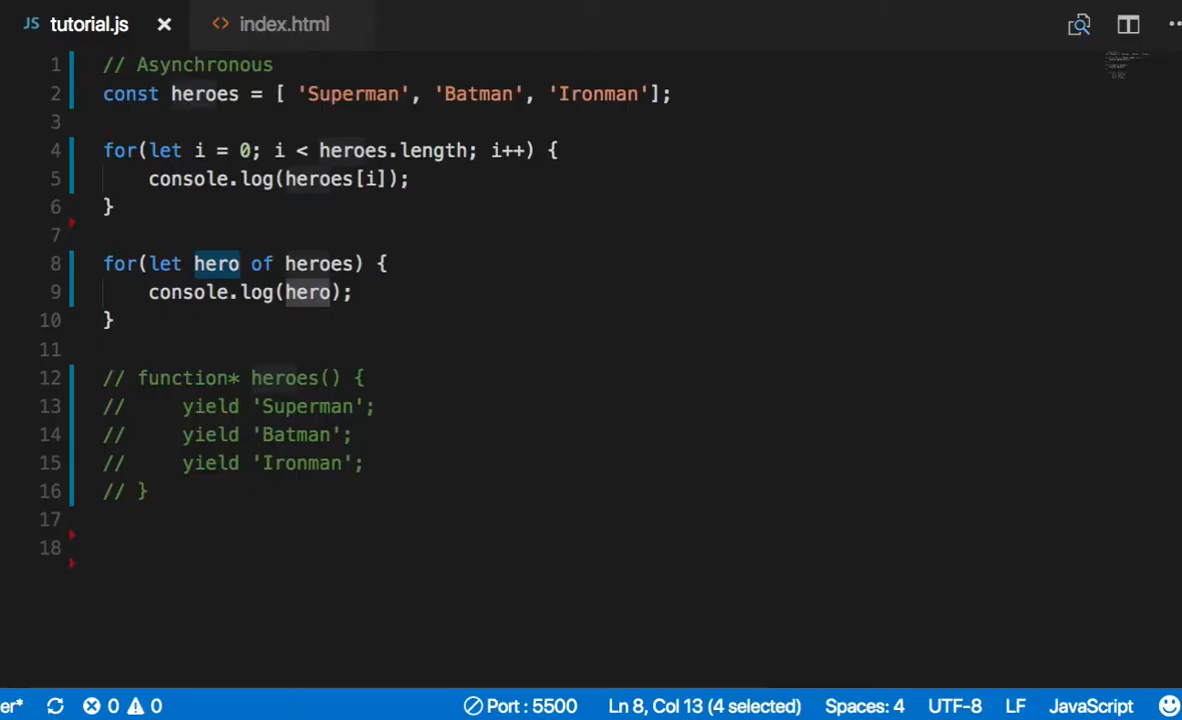 JS tutorial.js × <> index.html
1 // Asynchronous
2 const heroes = [ 'Superman', 'Batman', 'Ironman'];
3
4 for(let i = 0; i < heroes.length; i++) {
5     console.log(heroes[i]);
6 }
7
8 for(let hero of heroes) {
9     console.log(hero);
10 }
11
12 // function* heroes() {
13 //     yield 'Superman';
14 //     yield 'Batman';
15 //     yield 'Ironman';
16 // }
17
18
er* 0 0 Port : 5500 Ln 8, Col 13 (4 selected) Spaces: 4 UTF-8 LF JavaScript